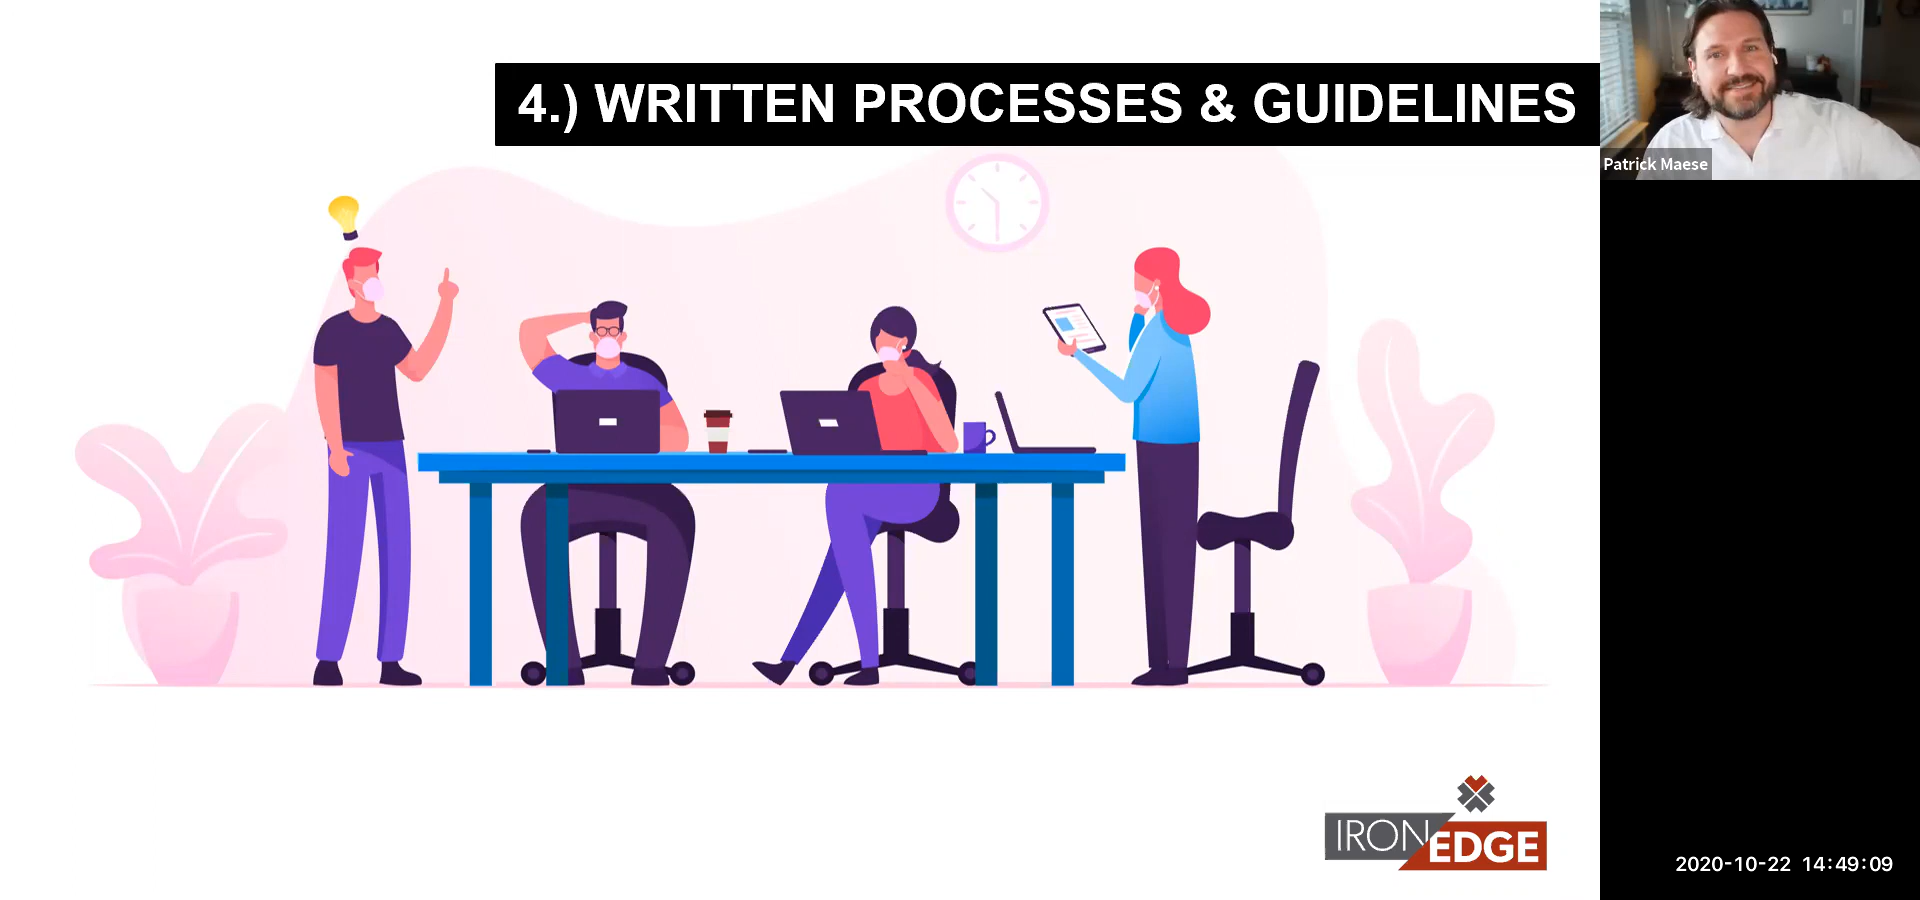 4.) WRITTEN PROCESSES & GUIDELINES
Patrick Maese
IRON
EDGE
2020-10-22 14:49:09